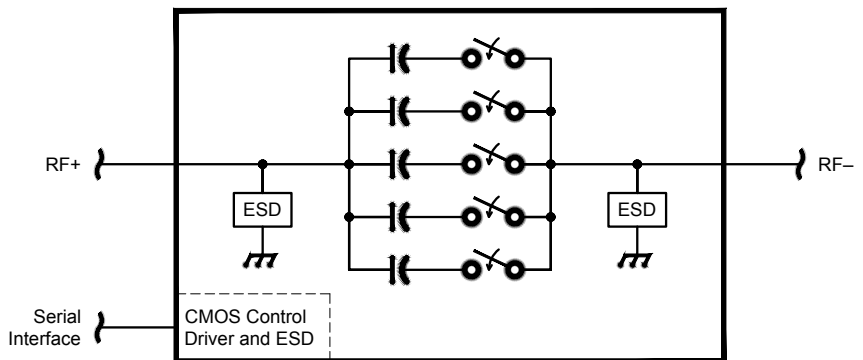 RF+
RF–
ESD
ESD
Serial
Interface
CMOS Control
Driver and ESD